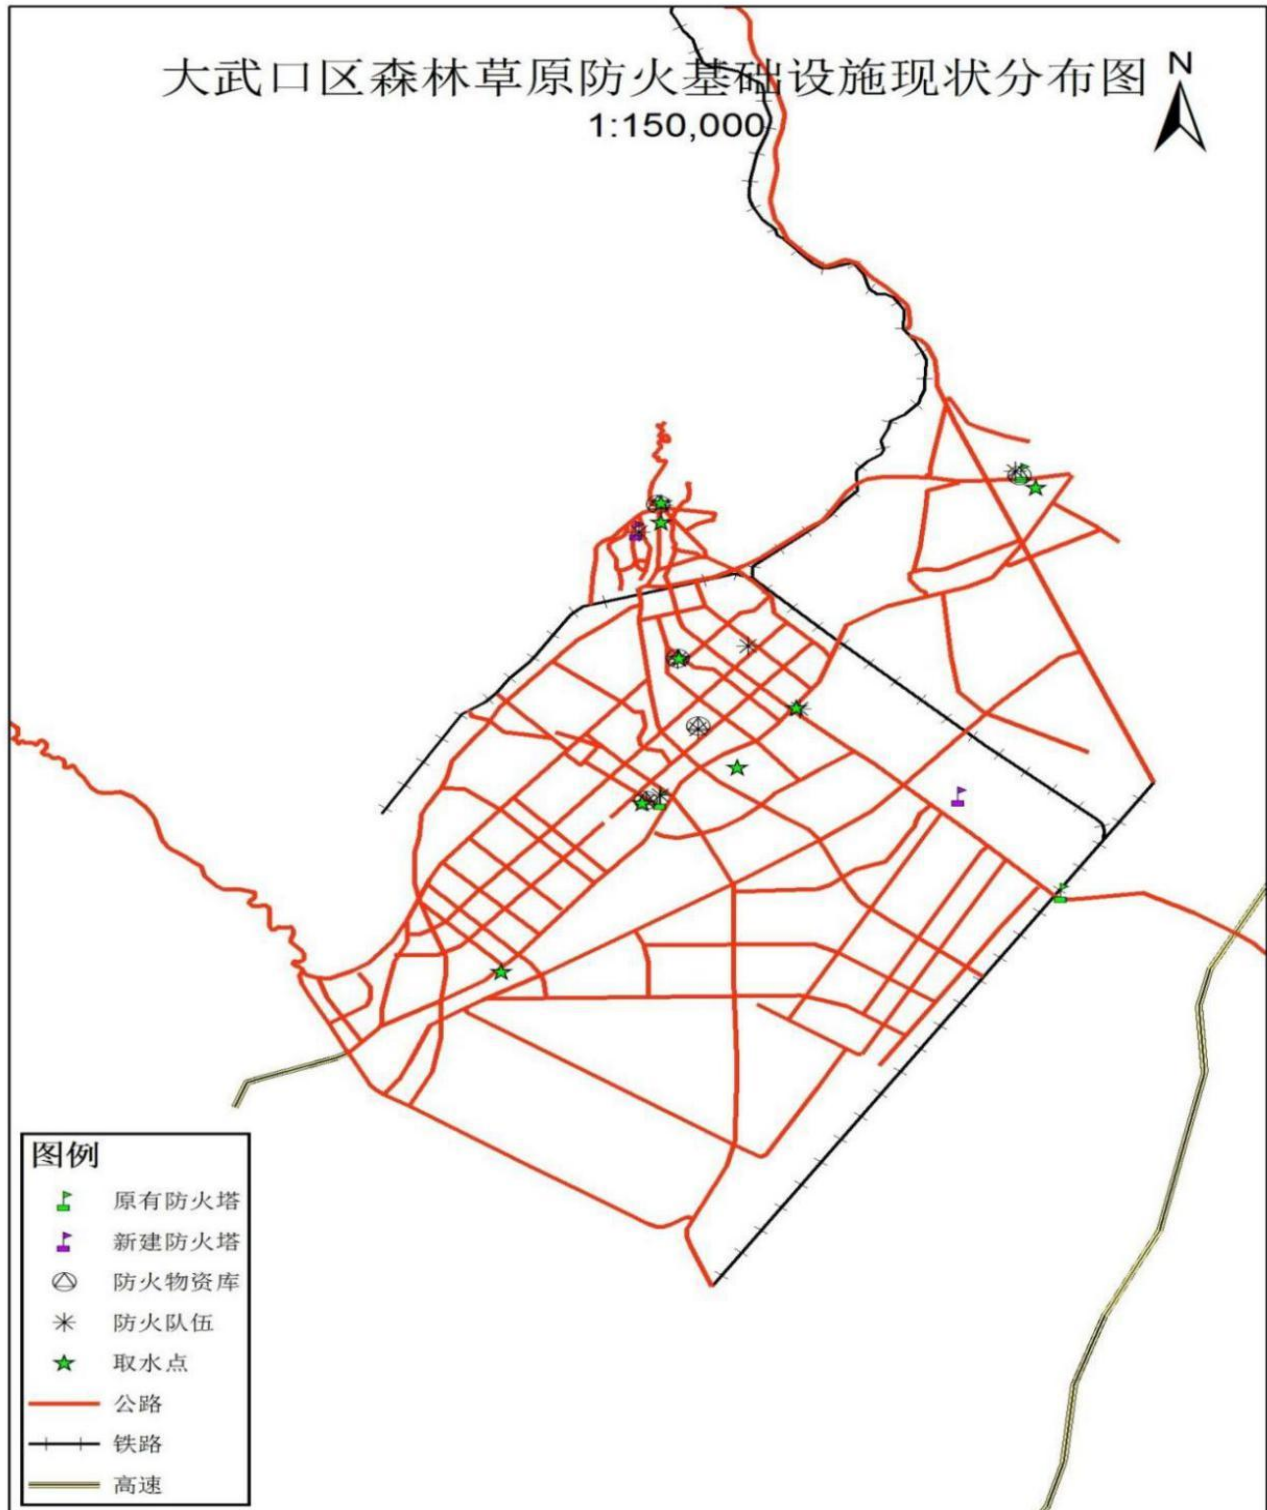 大武口区森林草原防火基础设施现状分布图
1:150,000
N
图例
原有防火塔
新建防火塔
防火物资库
防火队伍
取水点
公路
铁路
高速